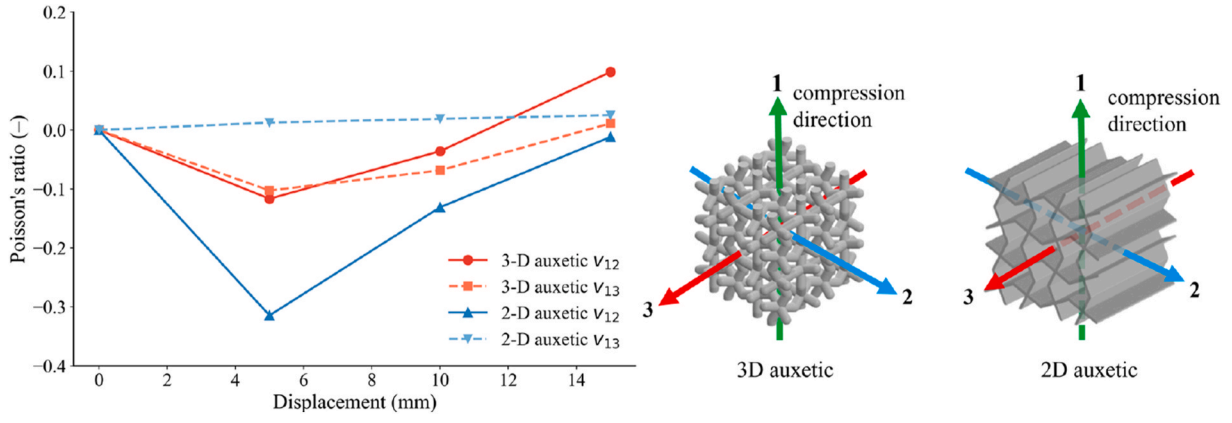 0.2
0.1
0.0
−0.1
−0.2
−0.3
−0.4
Poisson's ratio (−)
0 2 4 6 8 10 12 14
Displacement (mm)
3-D auxetic ν₁₂
3-D auxetic ν₁₃
2-D auxetic ν₁₂
2-D auxetic ν₁₃
1
compression
direction
3
2
3D auxetic
1
compression
direction
3
2
2D auxetic